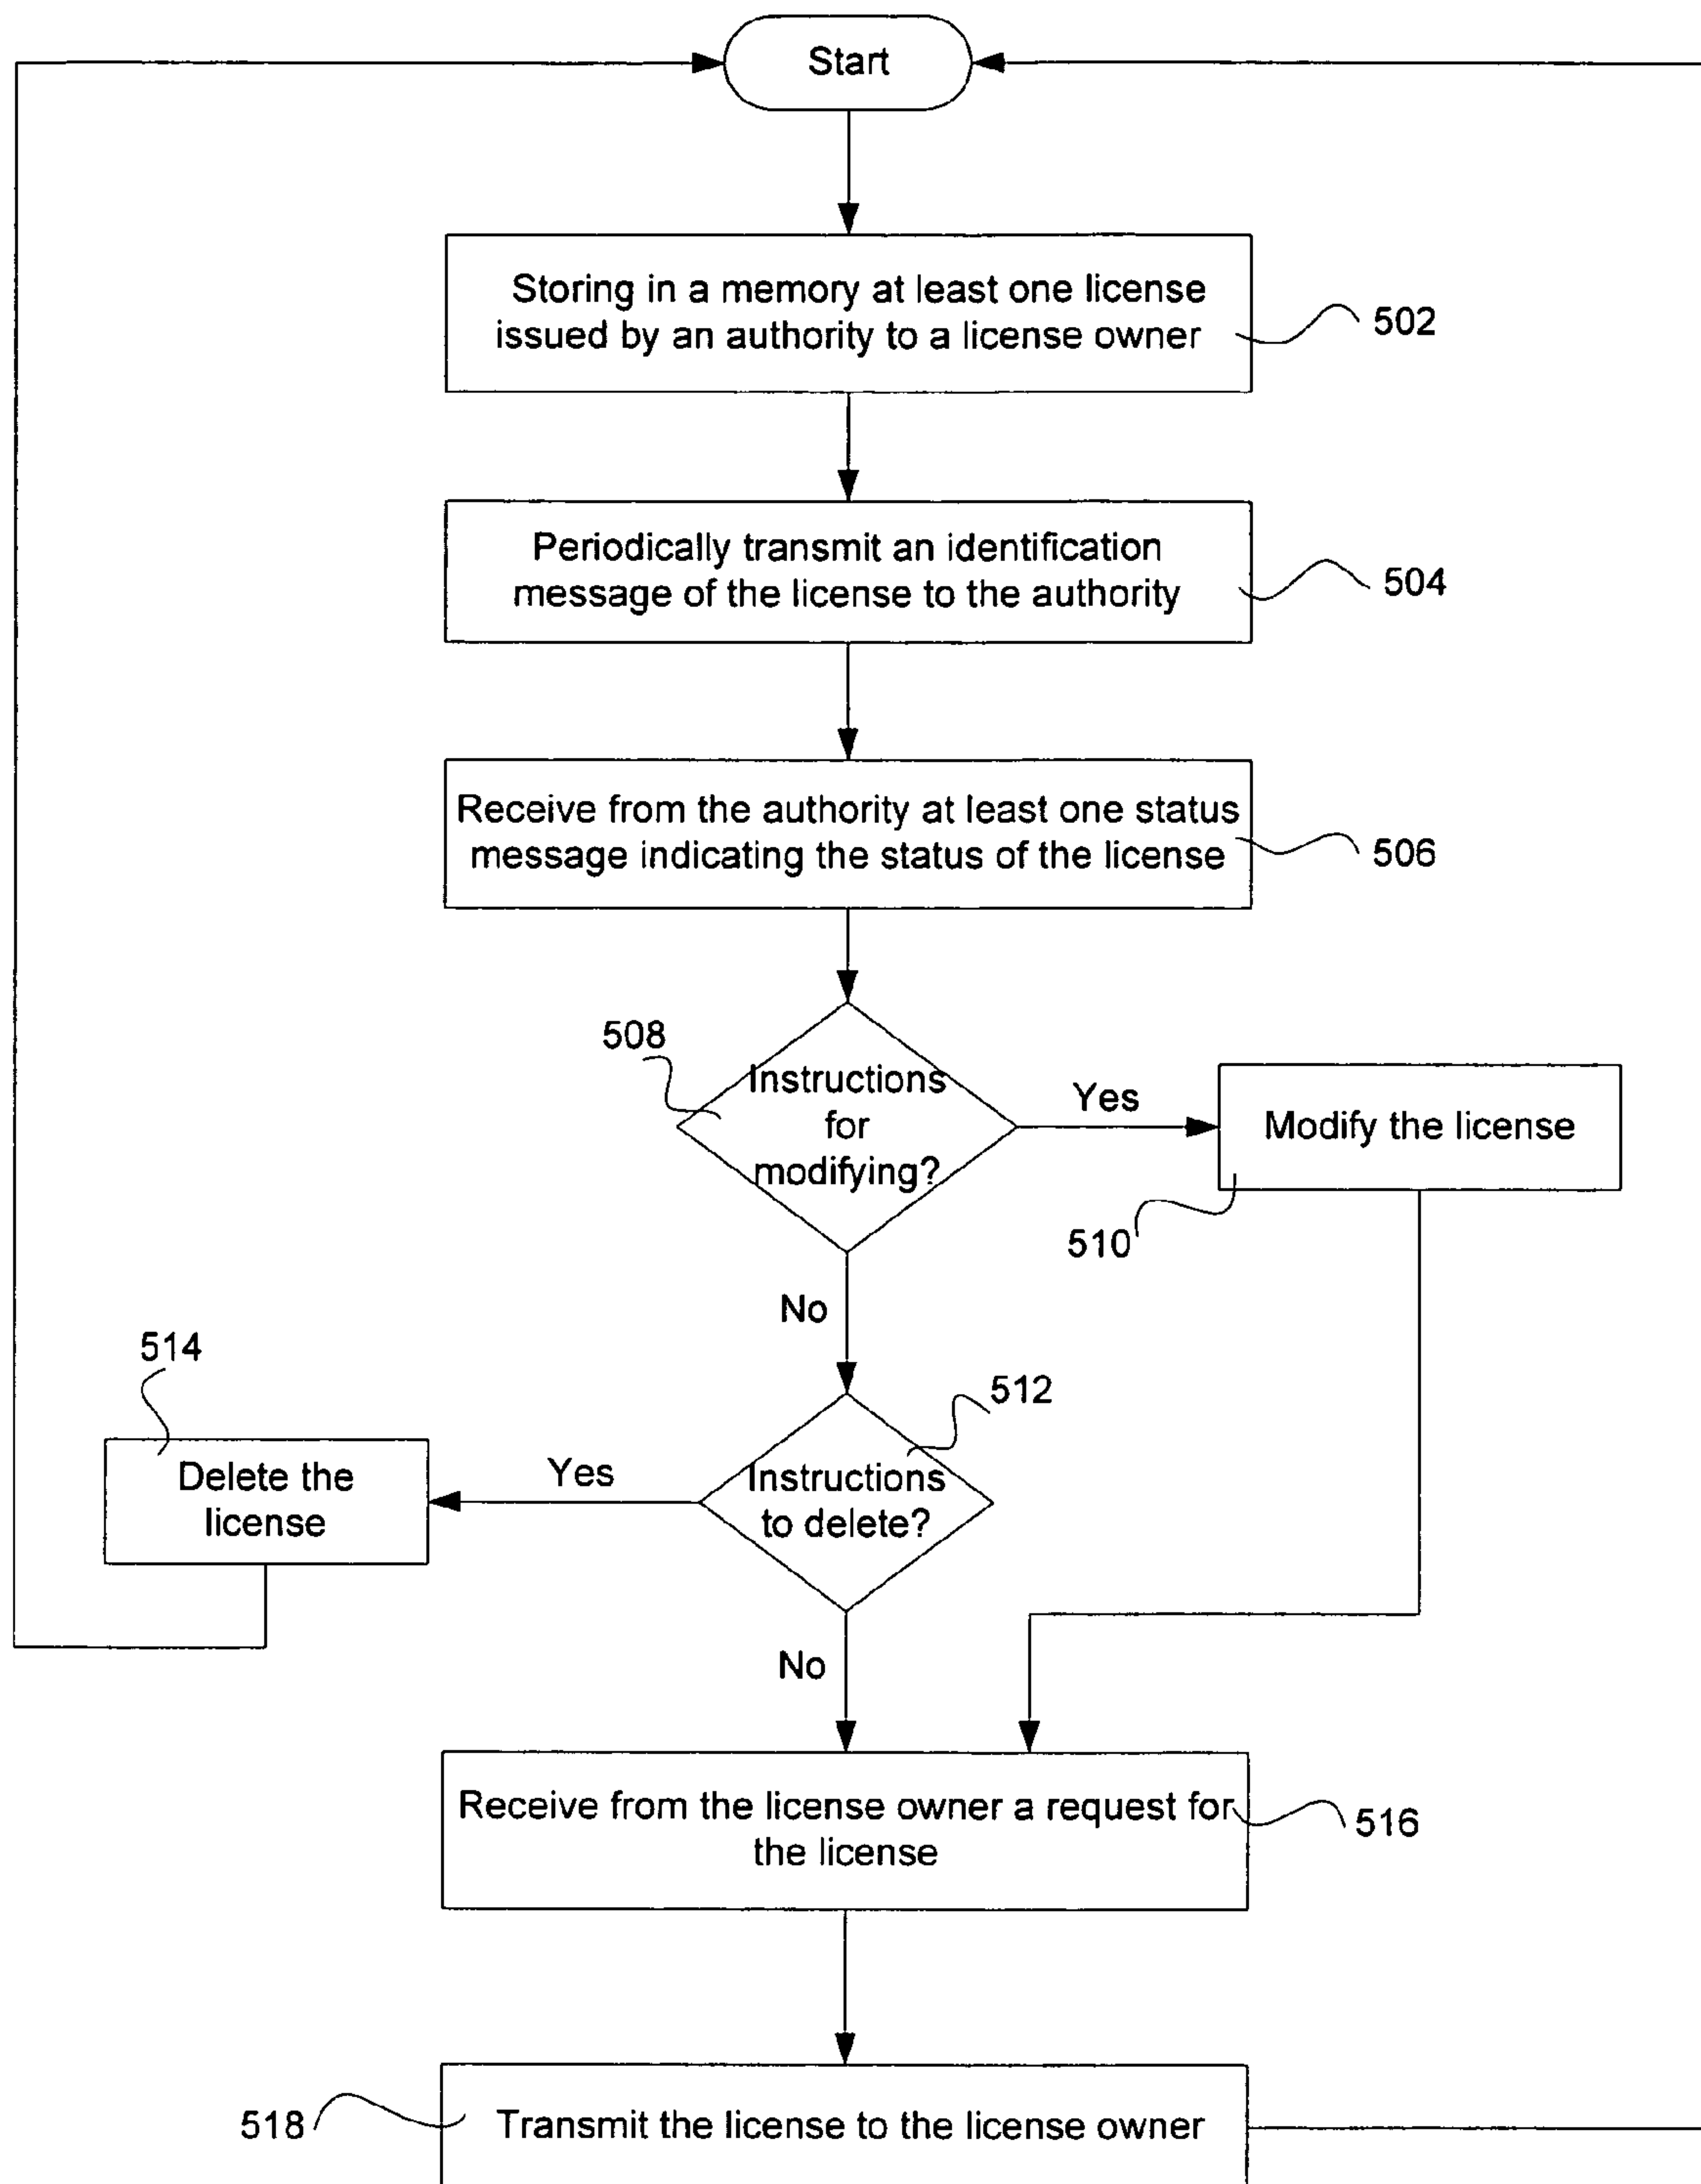 Start
Storing in a memory at least one license
issued by an authority to a license owner
502
Periodically transmit an identification
message of the license to the authority
504
Receive from the authority at least one status
message indicating the status of the license
506
508
Instructions
for
modifying?
Yes
Modify the license
510
No
514
512
Delete the
license
Yes
Instructions
to delete?
No
Receive from the license owner a request for
the license
516
518
Transmit the license to the license owner